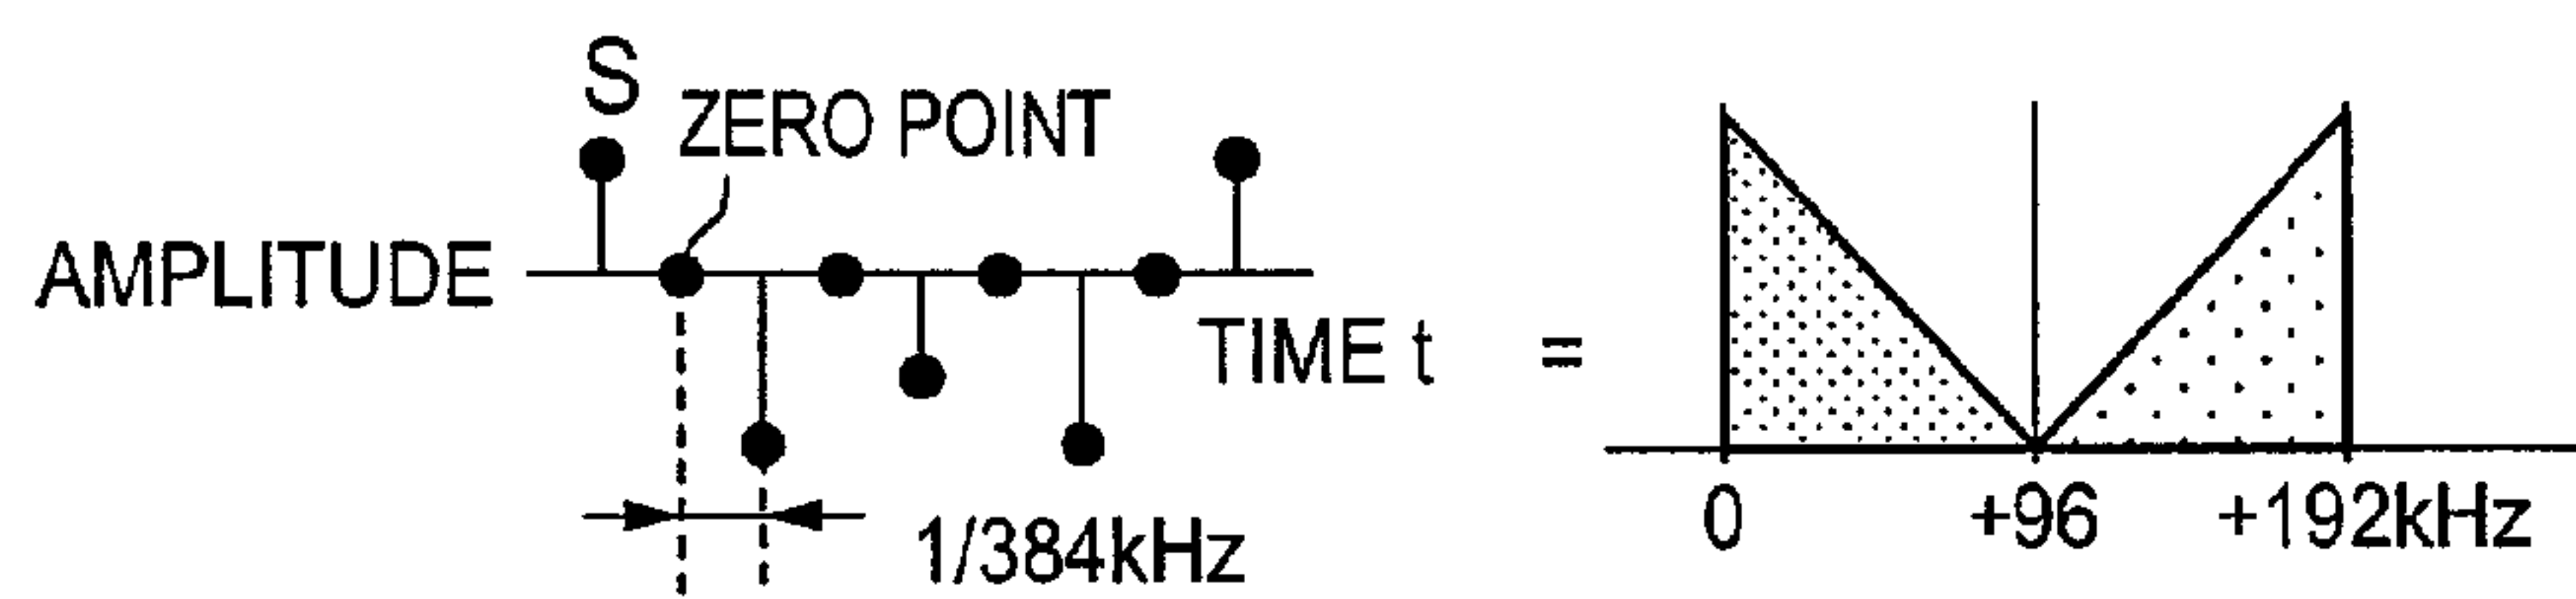 S
ZERO POINT
AMPLITUDE
TIME t
=
1/384kHz
0
+96
+192kHz